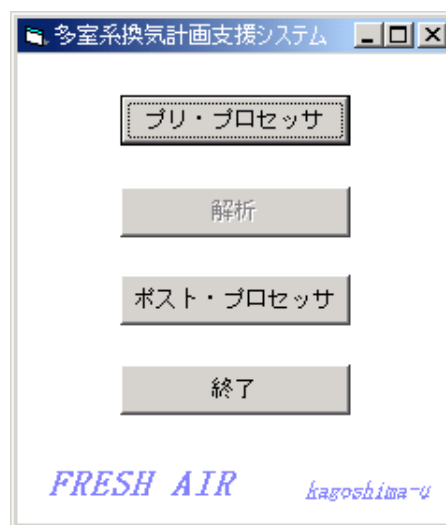 多室系換気計画支援システム
プリ・プロセッサ
解析
ポスト・プロセッサ
終了
FRESH AIR
kagoshima-u